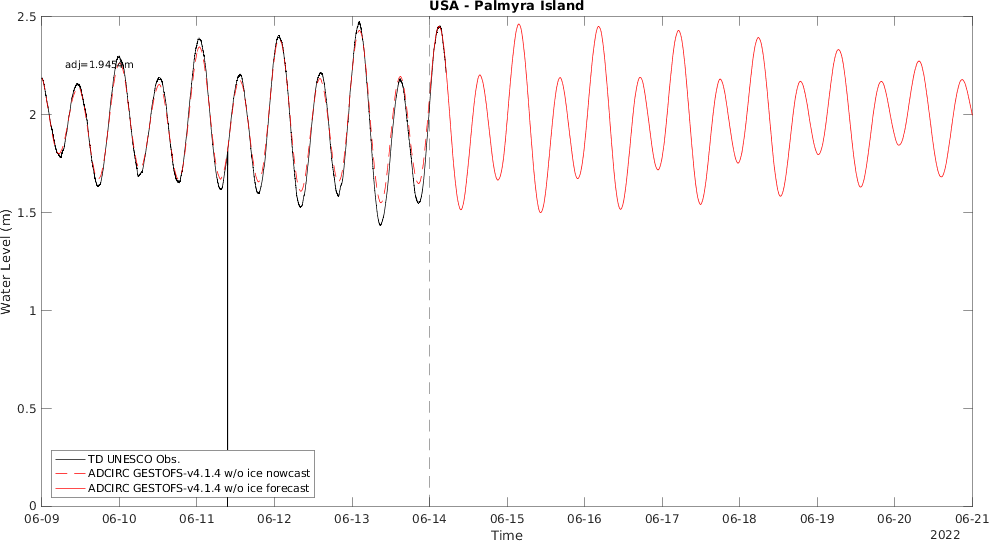 USA - Palmyra Island
2.5
2
1.5
1
0.5
0
Water Level (m)
adj=1.9454m
TD UNESCO Obs.
ADCIRC GESTOFS-v4.1.4 w/o ice nowcast
ADCIRC GESTOFS-v4.1.4 w/o ice forecast
06-09 06-10 06-11 06-12 06-13 06-14 06-15 06-16 06-17 06-18 06-19 06-20 06-21
Time
2022